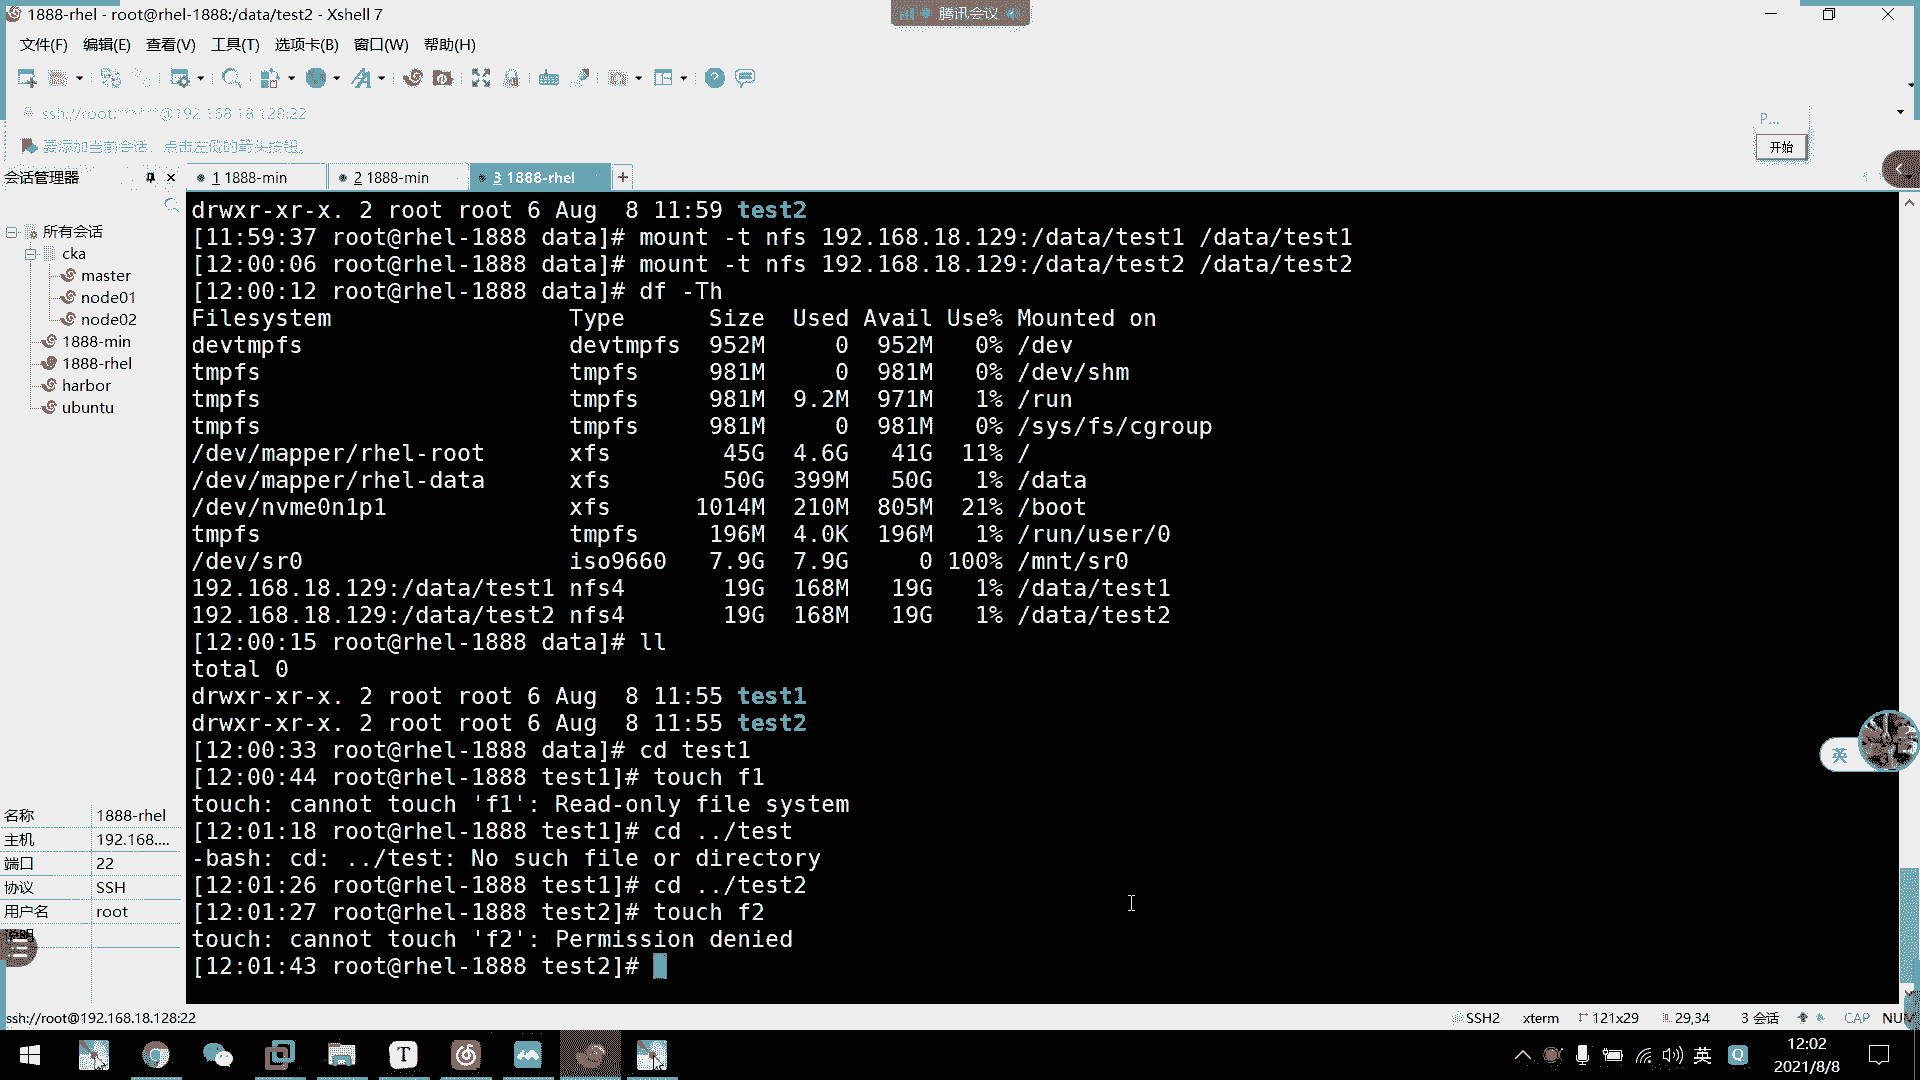 1888-rhel - root@rhel-1888:/data/test2 - Xshell 7
腾讯会议
文件(F) 编辑(E) 查看(V) 工具(T) 选项卡(B) 窗口(W) 帮助(H)
ssh://root:*****@192.168.18.128:22
要添加当前会话，点击左侧的箭头按钮。
P...
开始
会话管理器
1 1888-min
2 1888-min
3 1888-rhel
所有会话
cka
master
node01
node02
1888-min
1888-rhel
harbor
ubuntu
drwxr-xr-x. 2 root root 6 Aug  8 11:59 test2
[11:59:37 root@rhel-1888 data]# mount -t nfs 192.168.18.129:/data/test1 /data/test1
[12:00:06 root@rhel-1888 data]# mount -t nfs 192.168.18.129:/data/test2 /data/test2
[12:00:12 root@rhel-1888 data]# df -Th
Filesystem                 Type      Size  Used Avail Use% Mounted on
devtmpfs                   devtmpfs  952M     0  952M   0% /dev
tmpfs                      tmpfs     981M     0  981M   0% /dev/shm
tmpfs                      tmpfs     981M  9.2M  971M   1% /run
tmpfs                      tmpfs     981M     0  981M   0% /sys/fs/cgroup
/dev/mapper/rhel-root      xfs        45G  4.6G   41G  11% /
/dev/mapper/rhel-data      xfs        50G  399M   50G   1% /data
/dev/nvme0n1p1             xfs      1014M  210M  805M  21% /boot
tmpfs                      tmpfs     196M  4.0K  196M   1% /run/user/0
/dev/sr0                   iso9660   7.9G  7.9G     0 100% /mnt/sr0
192.168.18.129:/data/test1 nfs4       19G  168M   19G   1% /data/test1
192.168.18.129:/data/test2 nfs4       19G  168M   19G   1% /data/test2
[12:00:15 root@rhel-1888 data]# ll
total 0
drwxr-xr-x. 2 root root 6 Aug  8 11:55 test1
drwxr-xr-x. 2 root root 6 Aug  8 11:55 test2
[12:00:33 root@rhel-1888 data]# cd test1
[12:00:44 root@rhel-1888 test1]# touch f1
touch: cannot touch 'f1': Read-only file system
[12:01:18 root@rhel-1888 test1]# cd ../test
-bash: cd: ../test: No such file or directory
[12:01:26 root@rhel-1888 test1]# cd ../test2
[12:01:27 root@rhel-1888 test2]# touch f2
touch: cannot touch 'f2': Permission denied
[12:01:43 root@rhel-1888 test2]#
英
名称 1888-rhel
主机 192.168....
端口 22
协议 SSH
用户名 root
说明
ssh://root@192.168.18.128:22
SSH2 xterm 121x29 29,34 3 会话 CAP NUM
英
12:02
2021/8/8